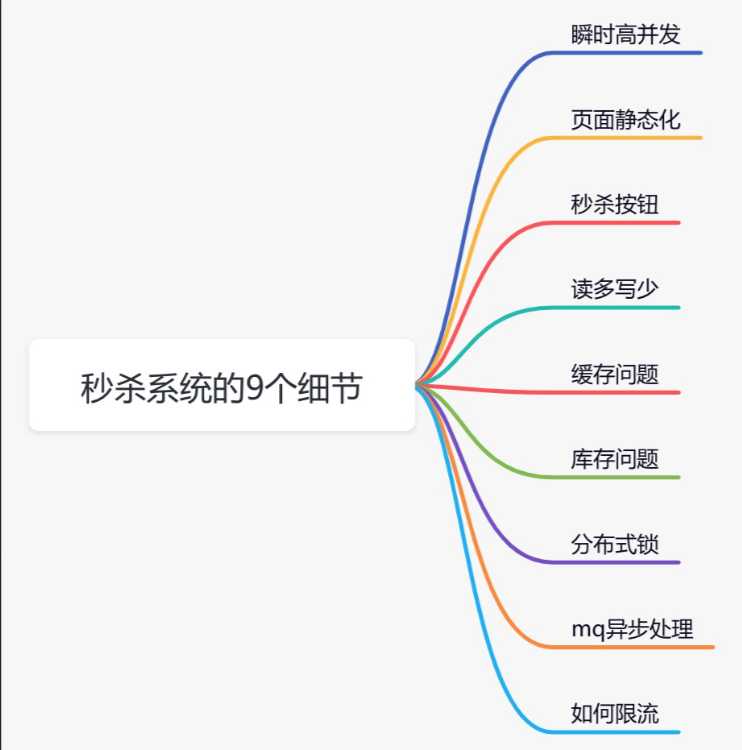 瞬时高并发
页面静态化
秒杀按钮
读多写少
秒杀系统的9个细节
缓存问题
库存问题
分布式锁
mq异步处理
如何限流